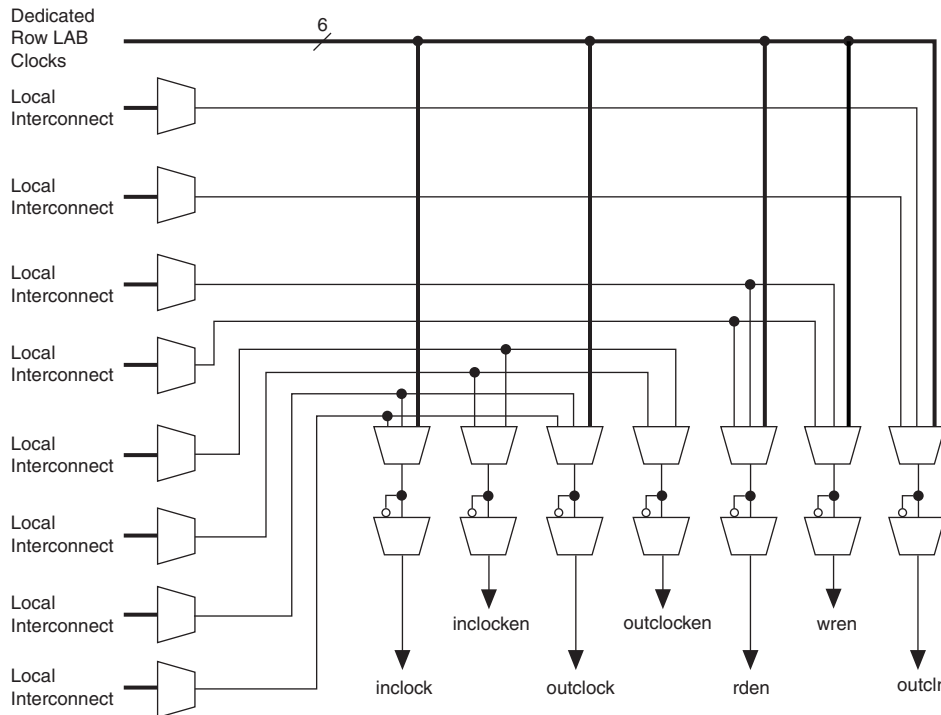 Dedicated
Row LAB
Clocks
6
Local
Interconnect
Local
Interconnect
Local
Interconnect
Local
Interconnect
Local
Interconnect
Local
Interconnect
Local
Interconnect
Local
Interconnect
inclocken
outclocken
wren
inclock
outclock
rden
outclr